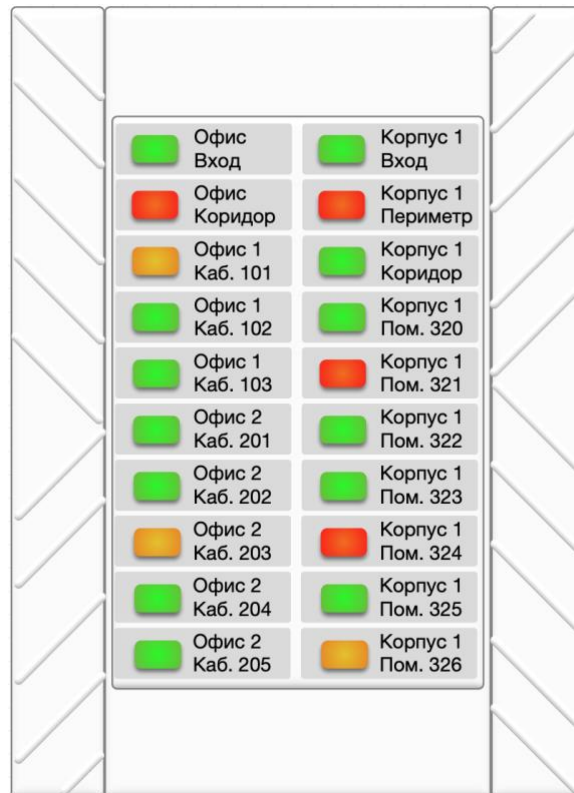 Офис
Вход
Корпус 1
Вход
Офис
Коридор
Корпус 1
Периметр
Офис 1
Каб. 101
Корпус 1
Коридор
Офис 1
Каб. 102
Корпус 1
Пом. 320
Офис 1
Каб. 103
Корпус 1
Пом. 321
Офис 2
Каб. 201
Корпус 1
Пом. 322
Офис 2
Каб. 202
Корпус 1
Пом. 323
Офис 2
Каб. 203
Корпус 1
Пом. 324
Офис 2
Каб. 204
Корпус 1
Пом. 325
Офис 2
Каб. 205
Корпус 1
Пом. 326